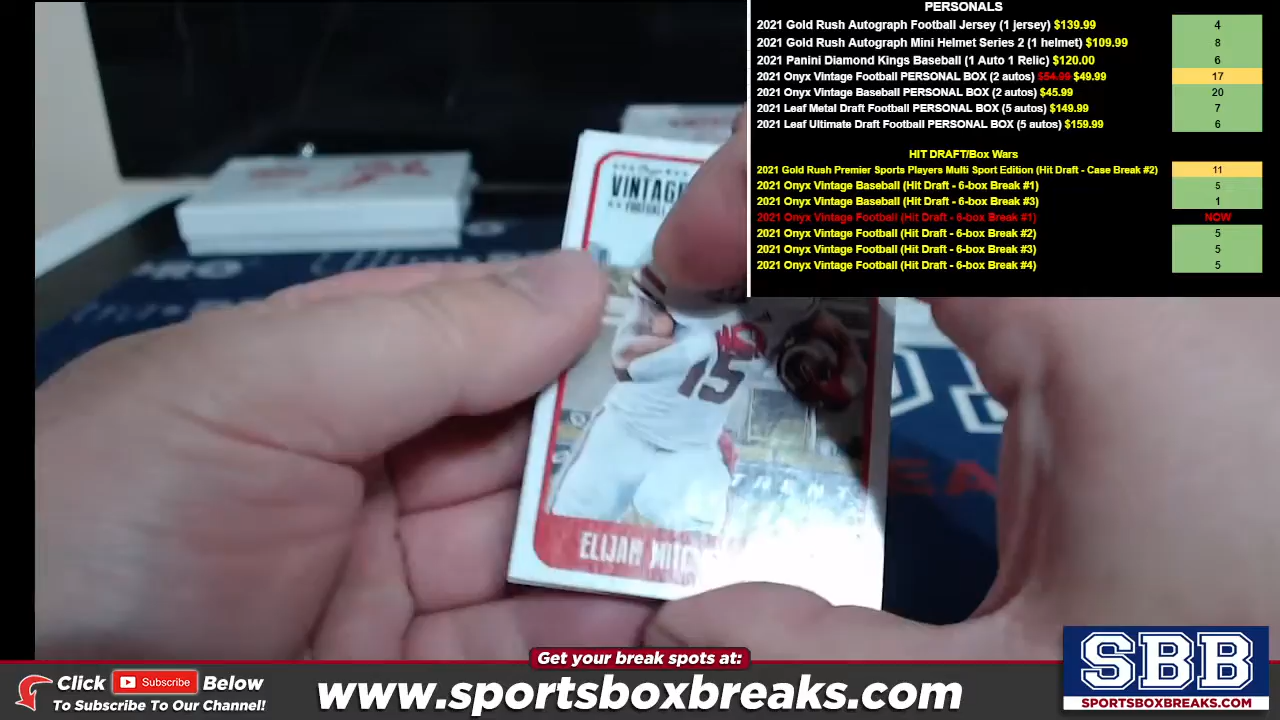 PERSONALS
2021 Gold Rush Autograph Football Jersey (1 jersey) $139.99 4
2021 Gold Rush Autograph Mini Helmet Series 2 (1 helmet) $109.99 8
2021 Panini Diamond Kings Baseball (1 Auto 1 Relic) $120.00 6
2021 Onyx Vintage Football PERSONAL BOX (2 autos) $54.99 $49.99 17
2021 Onyx Vintage Baseball PERSONAL BOX (2 autos) $45.99 20
2021 Leaf Metal Draft Football PERSONAL BOX (5 autos) $149.99 7
2021 Leaf Ultimate Draft Football PERSONAL BOX (5 autos) $159.99 6
HIT DRAFT/Box Wars
2021 Gold Rush Premier Sports Players Multi Sport Edition (Hit Draft - Case Break #2) 11
2021 Onyx Vintage Baseball (Hit Draft - 6-box Break #1) 5
2021 Onyx Vintage Baseball (Hit Draft - 6-box Break #3) 1
2021 Onyx Vintage Football (Hit Draft - 6-box Break #1) NOW
2021 Onyx Vintage Football (Hit Draft - 6-box Break #2) 5
2021 Onyx Vintage Football (Hit Draft - 6-box Break #3) 5
2021 Onyx Vintage Football (Hit Draft - 6-box Break #4) 5
VINTAGE
15
ELIJAH
Get your break spots at:
Click Subscribe Below
To Subscribe To Our Channel!
www.sportsboxbreaks.com
SBB
SPORTSBOXBREAKS.COM